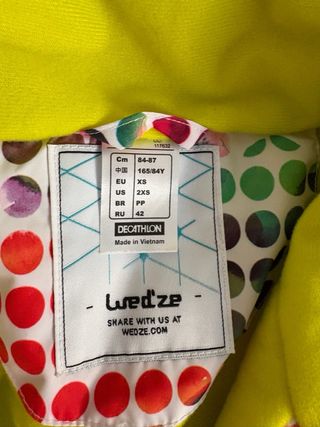 117632
Cm 84-87
中国 165/84Y
EU XS
US 2XS
BR PP
RU 42
DECATHLON
Made in Vietnam
- Wed'ze -
SHARE WITH US AT
WEDZE.COM